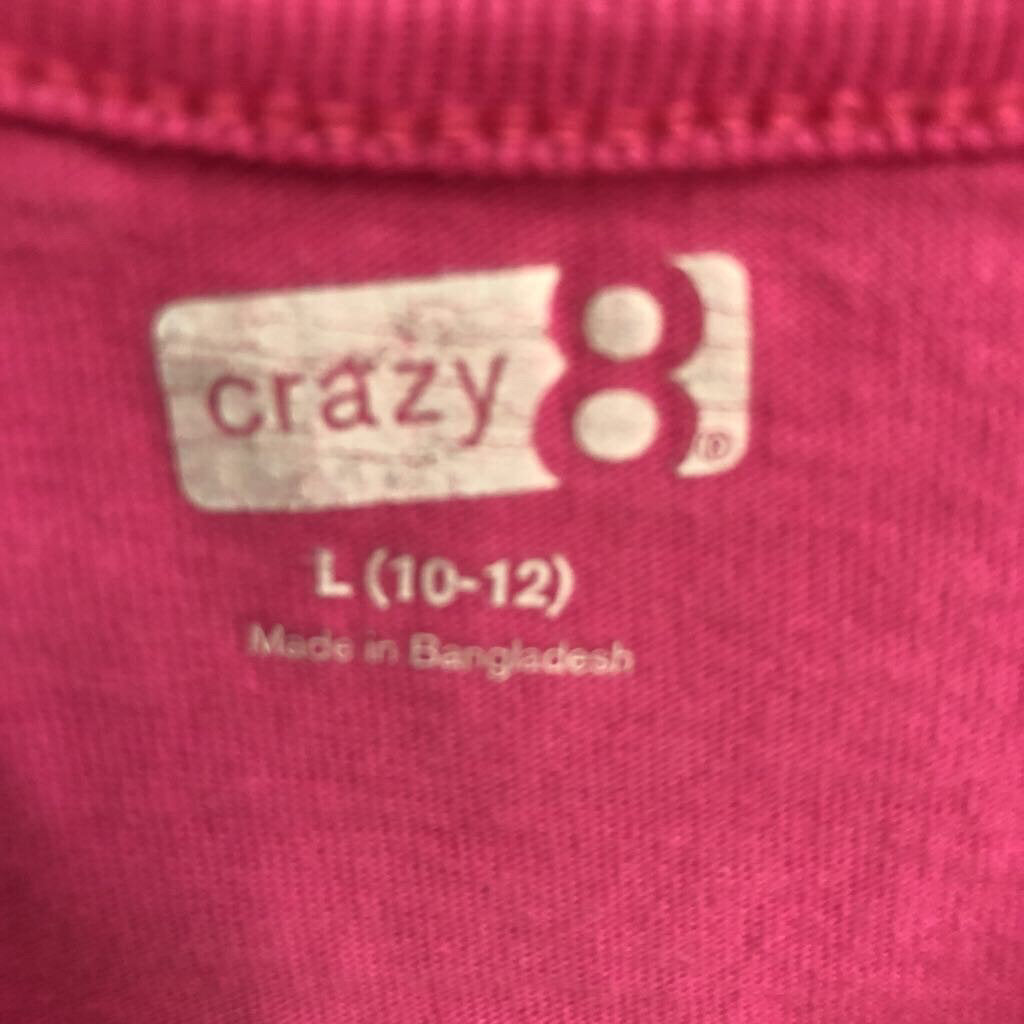 crazy 8 ®
L (10-12)
Made in Bangladesh